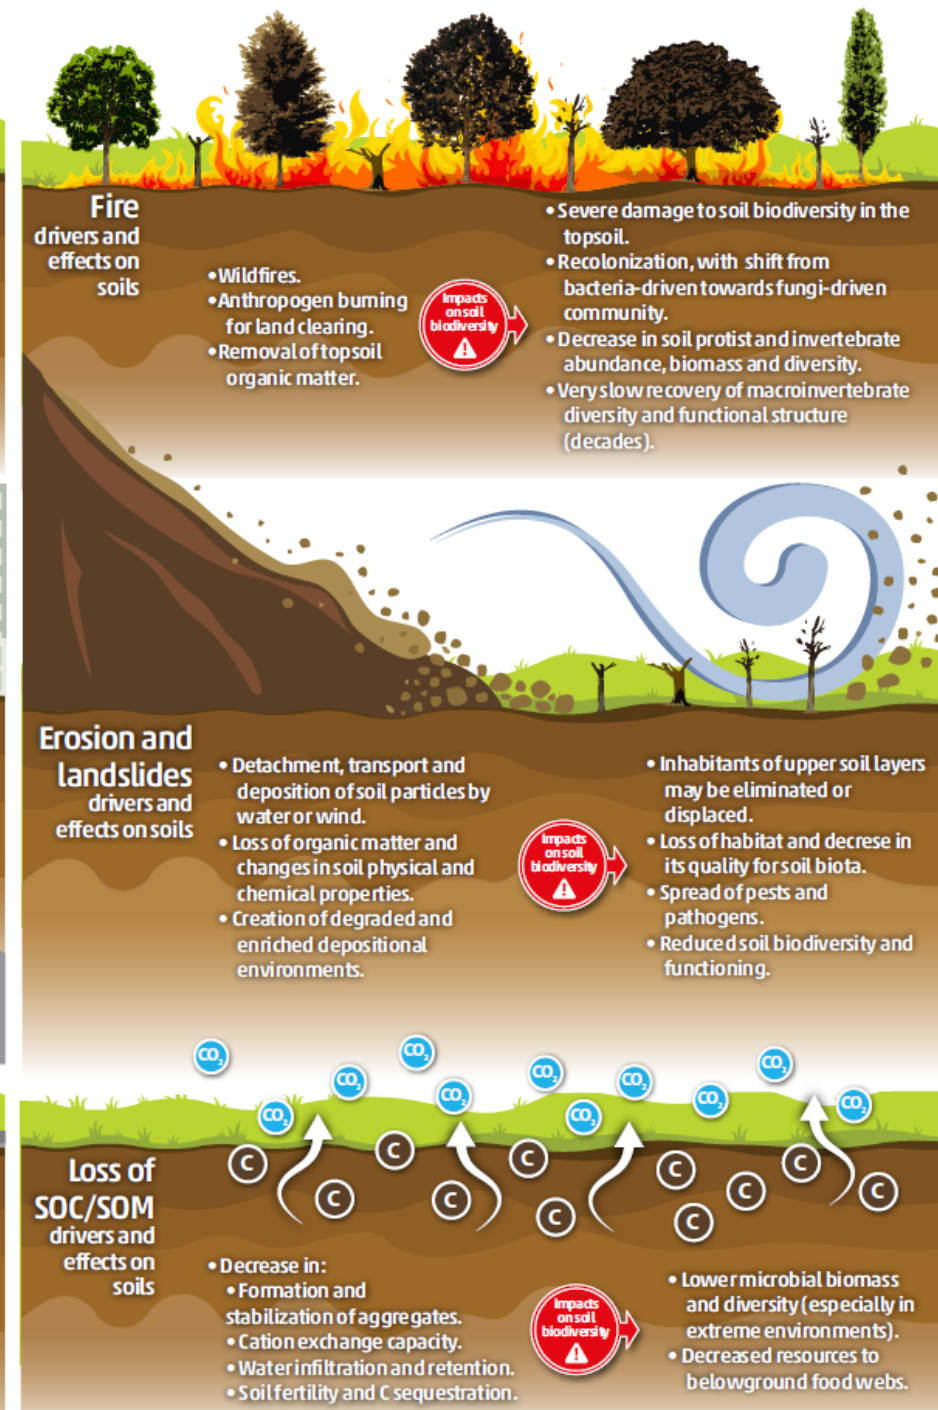 Fire
drivers and
effects on
soils
• Wildfires.
• Anthropogen burning
for land clearing.
• Removal of topsoil
organic matter.
Impacts
on soil
biodiversity
• Severe damage to soil biodiversity in the
topsoil.
• Recolonization, with shift from
bacteria-driven towards fungi-driven
community.
• Decrease in soil protist and invertebrate
abundance, biomass and diversity.
• Very slow recovery of macroinvertebrate
diversity and functional structure
(decades).
Erosion and
landslides
drivers and
effects on soils
• Detachment, transport and
deposition of soil particles by
water or wind.
• Loss of organic matter and
changes in soil physical and
chemical properties.
• Creation of degraded and
enriched depositional
environments.
Impacts
on soil
biodiversity
• Inhabitants of upper soil layers
may be eliminated or
displaced.
• Loss of habitat and decrese in
its quality for soil biota.
• Spread of pests and
pathogens.
• Reduced soil biodiversity and
functioning.
CO₂
CO₂
CO₂
CO₂
CO₂
CO₂
CO₂
CO₂
CO₂
CO₂
CO₂
C
C
C
C
C
C
C
C
C
C
C
Loss of
SOC/SOM
drivers and
effects on
soils
• Decrease in:
• Formation and
stabilization of aggregates.
• Cation exchange capacity.
• Water infiltration and retention.
• Soil fertility and C sequestration.
Impacts
on soil
biodiversity
• Lower microbial biomass
and diversity (especially in
extreme environments).
• Decreased resources to
belowground food webs.